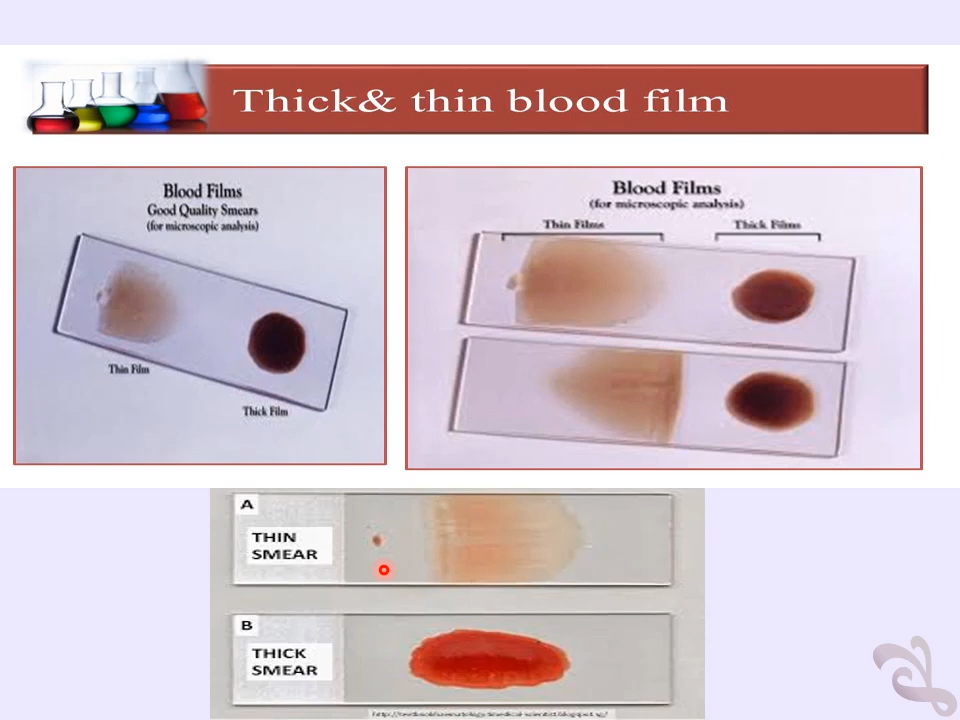 Thick& thin blood film
Blood Films
Good Quality Smears
(for microscopic analysis)
Thin Film
Thick Film
Blood Films
(for microscopic analysis)
Thin Films
Thick Films
A
THIN
SMEAR
B
THICK
SMEAR